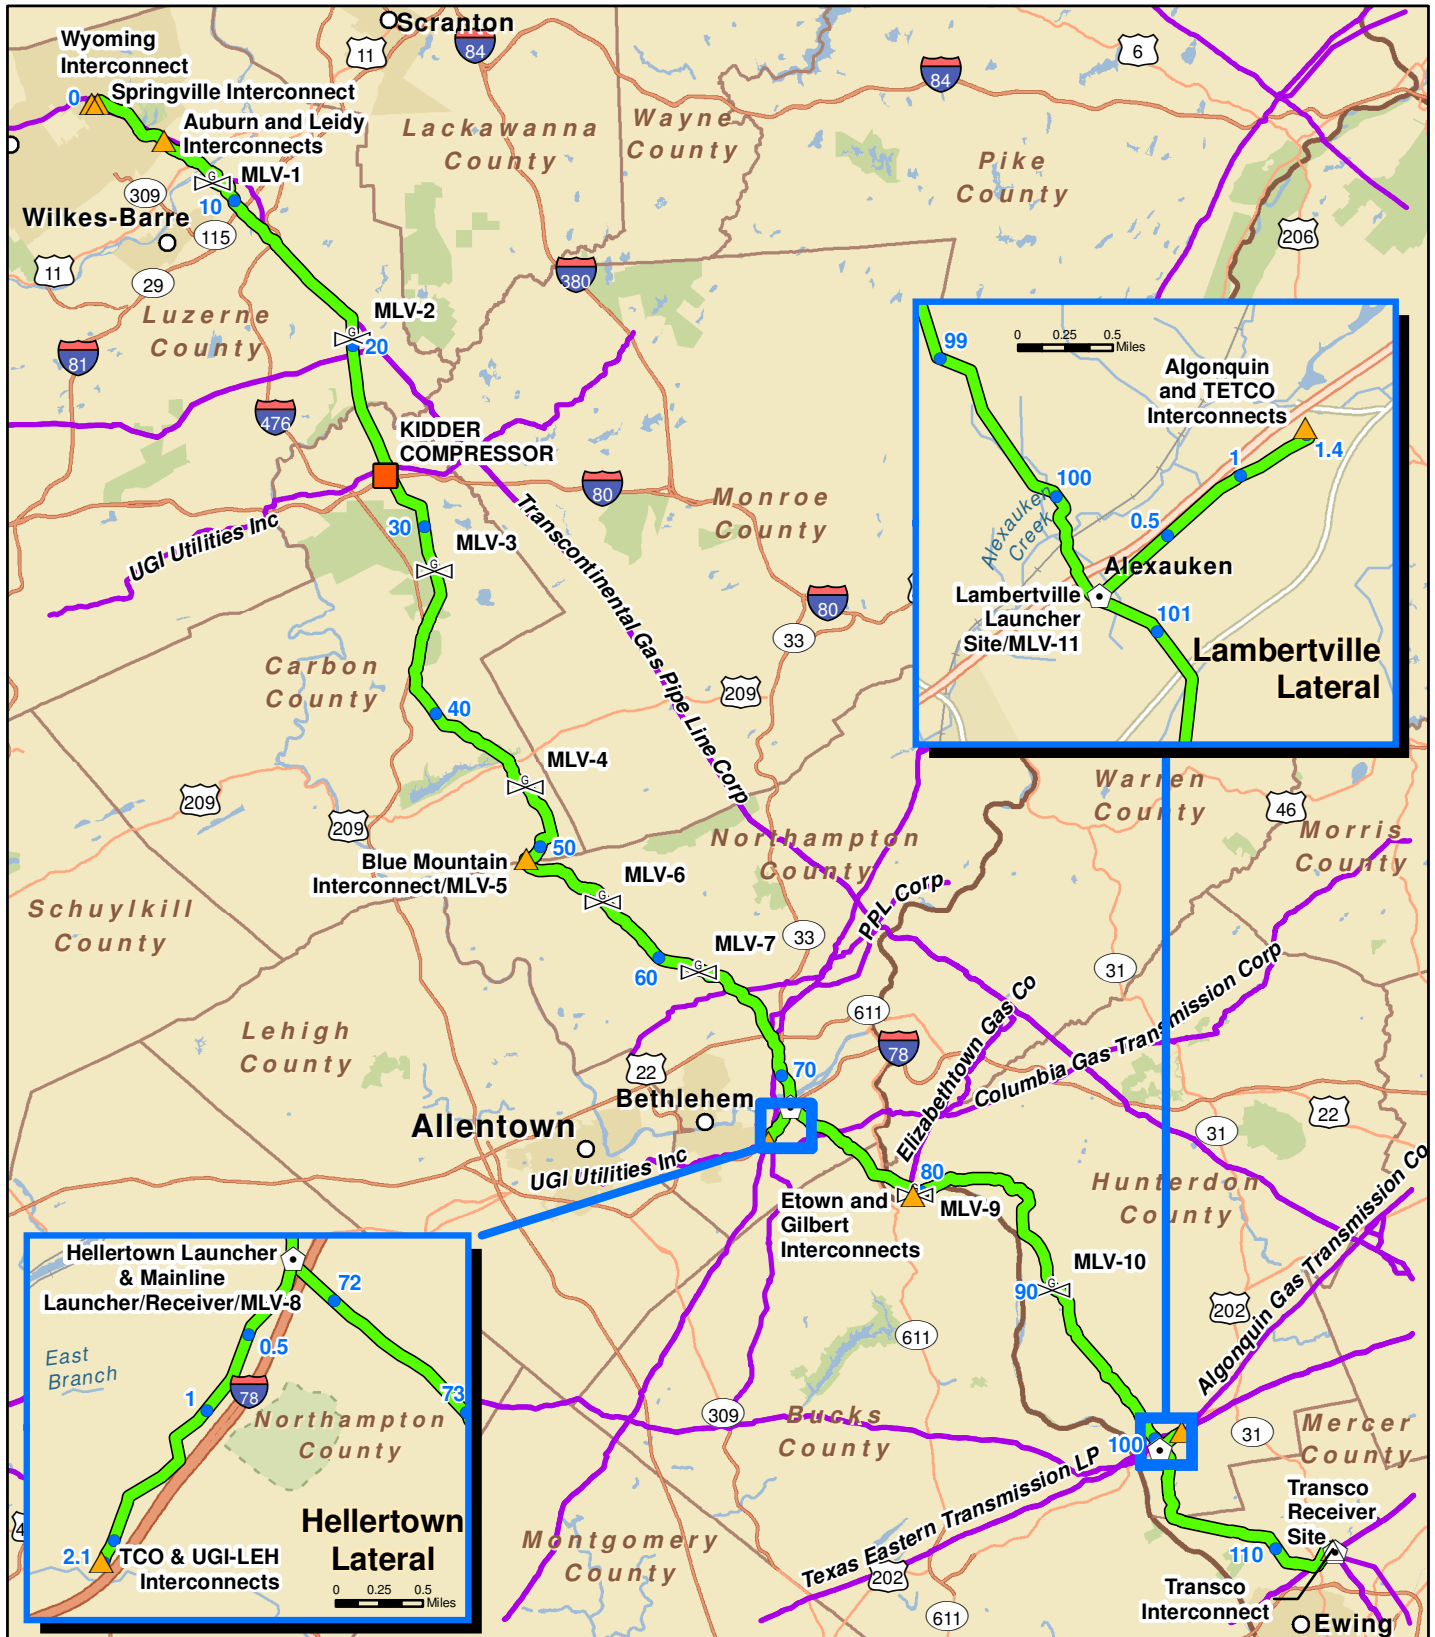 Scranton
Wyoming
Interconnect
11
84
6
84
0
Springville Interconnect
Auburn and Leidy
Interconnects
Lackawanna
County
Wayne
County
Pike
County
MLV-1
G
309
10
Wilkes-Barre
115
206
11
29
380
Luzerne
County
MLV-2
G
20
81
476
KIDDER
COMPRESSOR
80
Monroe
County
UGI Utilities Inc
Transcontinental Gas Pipe Line Corp
30
MLV-3
G
80
33
Carbon
County
209
40
MLV-4
G
209
209
50
Blue Mountain
Interconnect/MLV-5
MLV-6
G
Northampton
County
PPL Corp
Warren
County
46
Morris
County
Schuylkill
County
MLV-7
G
33
60
31
Lehigh
County
611
78
Elizabethtown Gas Co
Columbia Gas Transmission Corp
22
70
Bethlehem
Allentown
UGI Utilities Inc
22
31
80
Etown and
Gilbert
Interconnects
MLV-9
Hunterdon
County
MLV-10
G
90
202
Algonquin Gas Transmission Co
611
309
Bucks
County
100
31
Mercer
County
Texas Eastern Transmission LP
Transco
Receiver
Site
Montgomery
County
202
110
Transco
Interconnect
611
Ewing
99
0 0.25 0.5
Miles
Algonquin
and TETCO
Interconnects
1.4
1
100
Alexauken
Creek
0.5
Alexauken
Lambertville
Launcher
Site/MLV-11
101
Lambertville
Lateral
Hellertown Launcher
& Mainline
Launcher/Receiver/MLV-8
72
0.5
East
Branch
1
78
73
Northampton
County
Hellertown
Lateral
2.1
TCO & UGI-LEH
Interconnects
0 0.25 0.5
Miles
4